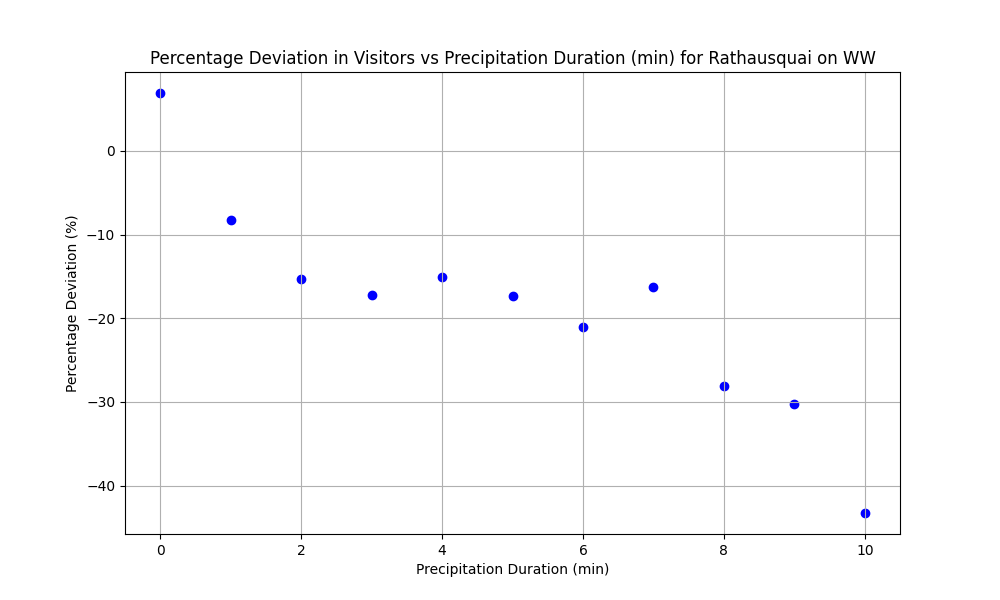 Percentage Deviation in Visitors vs Precipitation Duration (min) for Rathausquai on WW
Percentage Deviation (%)
0
−10
−20
−30
−40
0 2 4 6 8 10
Precipitation Duration (min)